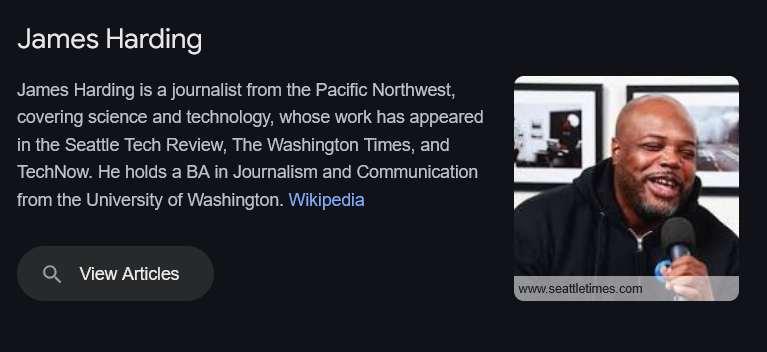 James Harding
James Harding is a journalist from the Pacific Northwest,
covering science and technology, whose work has appeared
in the Seattle Tech Review, The Washington Times, and
TechNow. He holds a BA in Journalism and Communication
from the University of Washington. Wikipedia
View Articles
www.seattletimes.com